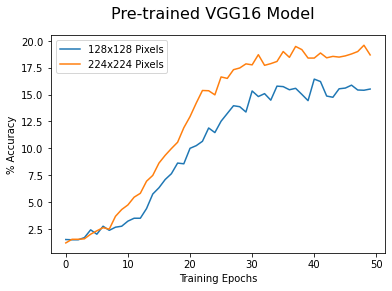 Pre-trained VGG16 Model
20.0
17.5
15.0
12.5
10.0
7.5
5.0
2.5
% Accuracy
128x128 Pixels
224x224 Pixels
0 10 20 30 40 50
Training Epochs